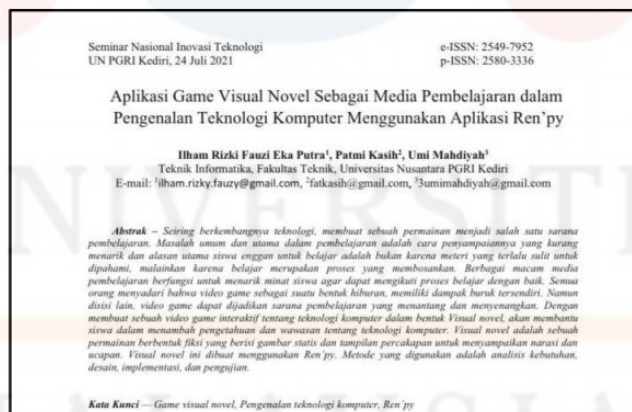 Seminar Nasional Inovasi Teknologi e-ISSN: 2549-7952
UN PGRI Kediri, 24 Juli 2021 p-ISSN: 2580-3336
Aplikasi Game Visual Novel Sebagai Media Pembelajaran dalam
Pengenalan Teknologi Komputer Menggunakan Aplikasi Ren'py
Ilham Rizki Fauzi Eka Putra¹, Patmi Kasih², Umi Mahdiyah³
Teknik Informatika, Fakultas Teknik, Universitas Nusantara PGRI Kediri
E-mail: ¹ilham.rizky.fauzy@gmail.com, ²fatkasih@gmail.com, ³3umimahdiyah@gmail.com
Abstrak – Seiring berkembangnya teknologi, membuat sebuah permainan menjadi salah satu sarana
pembelajaran. Masalah umum dan utama dalam pembelajaran adalah cara penyampaiannya yang kurang
menarik dan alasan utama siswa enggan untuk belajar adalah bukan karena meteri yang terlalu sulit untuk
dipahami, malainkan karena belajar merupakan proses yang membosankan. Berbagai macam media
pembelajaran berfungsi untuk menarik minat siswa agar dapat mengikuti proses belajar dengan baik. Semua
orang menyadari bahwa video game sebagai suatu bentuk hiburan, memiliki dampak buruk tersendiri. Namun
disisi lain, video game dapat dijadikan sarana pembelajaran yang menantang dan menyenangkan. Dengan
membuat sebuah video game interaktif tentang teknologi komputer dalam bentuk Visual novel, akan membantu
siswa dalam menambah pengetahuan dan wawasan tentang teknologi komputer. Visual novel adalah sebuah
permainan berbentuk fiksi yang berisi gambar statis dan tampilan percakapan untuk menyampaikan narasi dan
ucapan. Visual novel ini dibuat menggunakan Ren'py. Metode yang digunakan adalah analisis kebutuhan,
desain, implementasi, dan pengujian.
Kata Kunci — Game visual novel, Pengenalan teknologi komputer, Ren'py